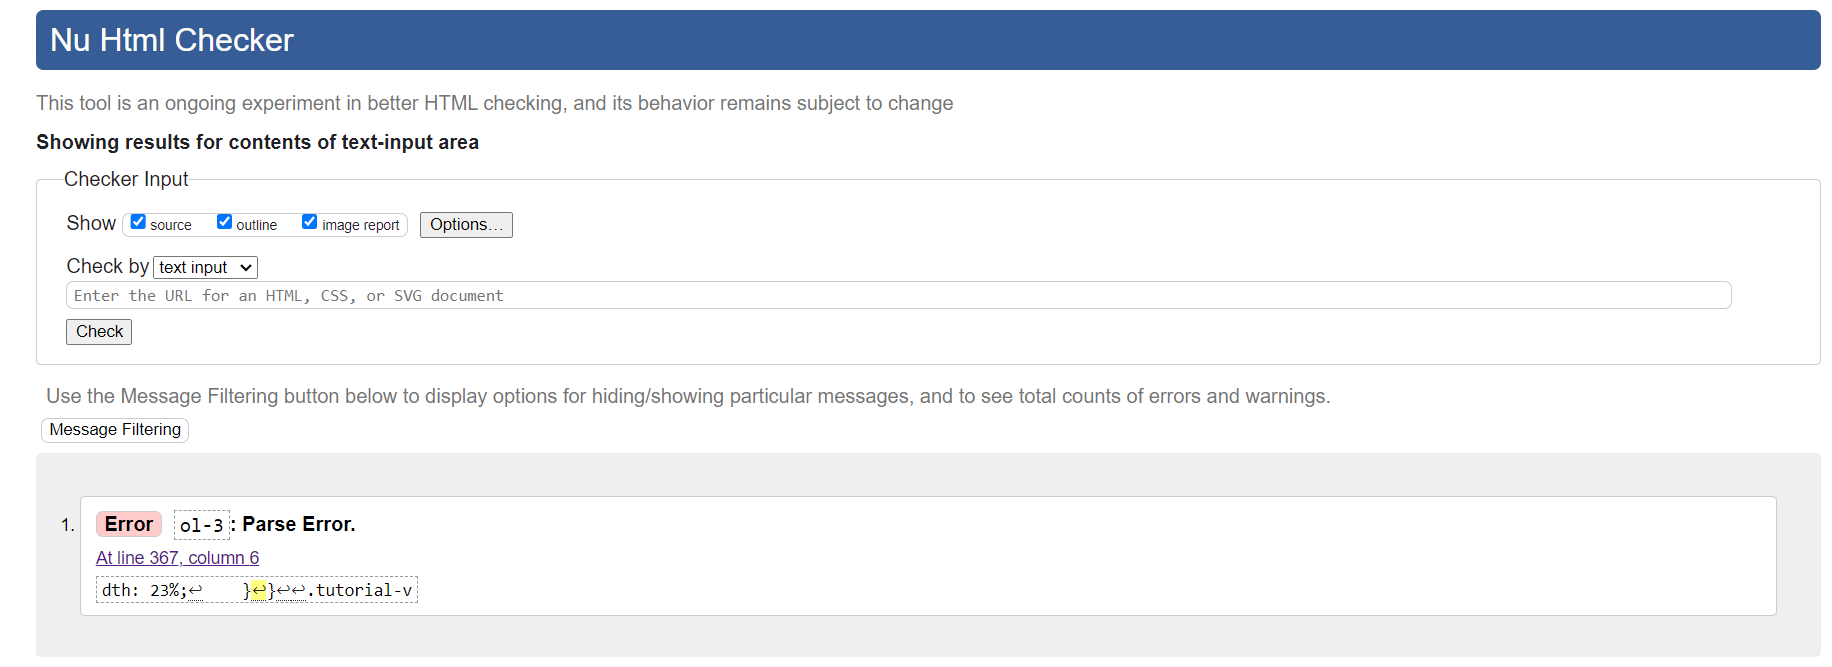 Nu Html Checker
This tool is an ongoing experiment in better HTML checking, and its behavior remains subject to change
Showing results for contents of text-input area
Checker Input
Show source outline image report Options…
Check by text input
Enter the URL for an HTML, CSS, or SVG document
Check
Use the Message Filtering button below to display options for hiding/showing particular messages, and to see total counts of errors and warnings.
Message Filtering
1. Error ol-3: Parse Error.
At line 367, column 6
dth: 23%;↩    }↩}↩↩.tutorial-v